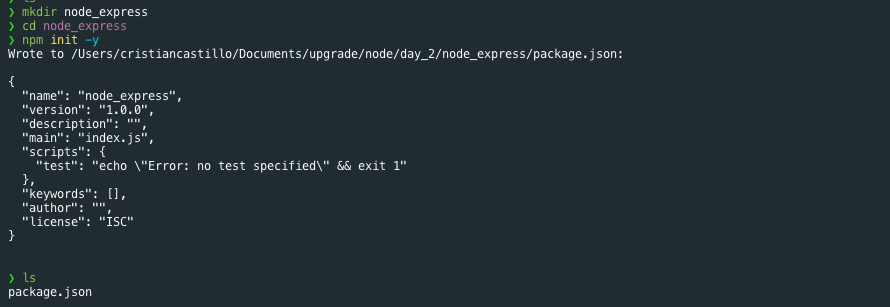 ❯ mkdir node_express
❯ cd node_express
❯ npm init -y
Wrote to /Users/cristiancastillo/Documents/upgrade/node/day_2/node_express/package.json:
{
  "name": "node_express",
  "version": "1.0.0",
  "description": "",
  "main": "index.js",
  "scripts": {
    "test": "echo \"Error: no test specified\" && exit 1"
  },
  "keywords": [],
  "author": "",
  "license": "ISC"
}
❯ ls
package.json